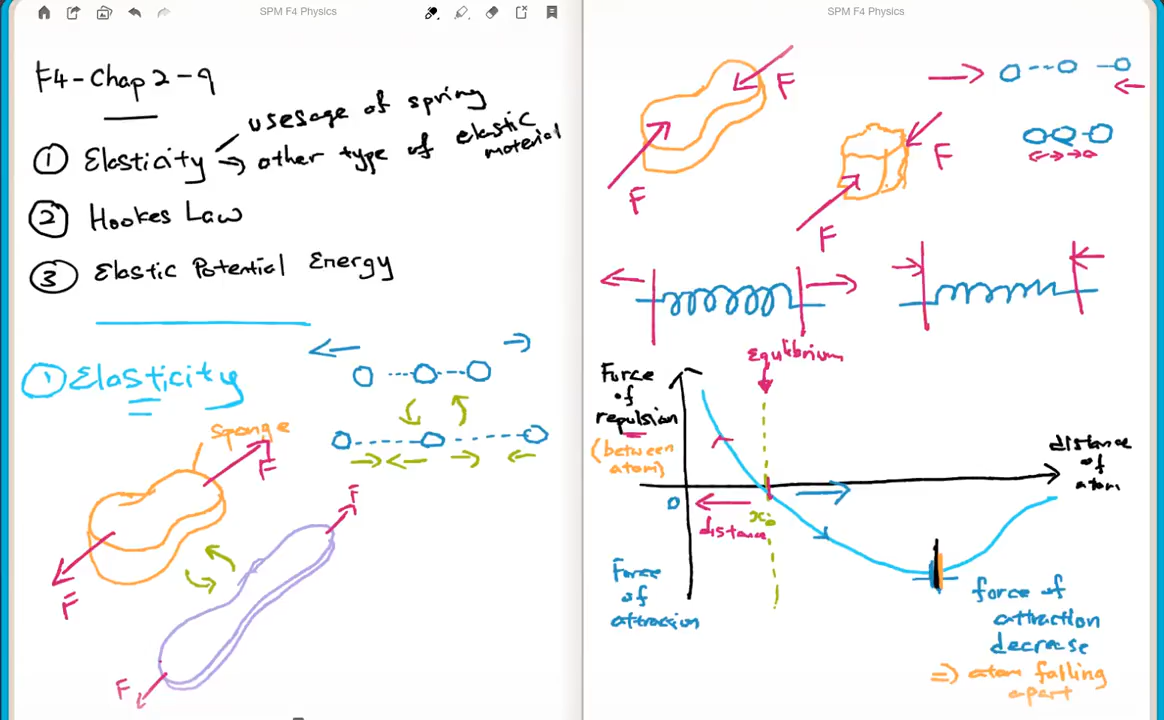 SPM F4 Physics
F4 - Chap 2 - 9
usesage of spring
① Elasticity → other type of elastic
material
② Hookes Law
③ Elastic Potential Energy
① Elasticity
sponge
F
F
F
F
SPM F4 Physics
F
F
F
F
Equlibrium
Force
of
repulsion
(between
atom)
distance
of
atom
0
distance
x₀
Force
of
attraction
force of
attraction
decrease
=> atom falling
apart